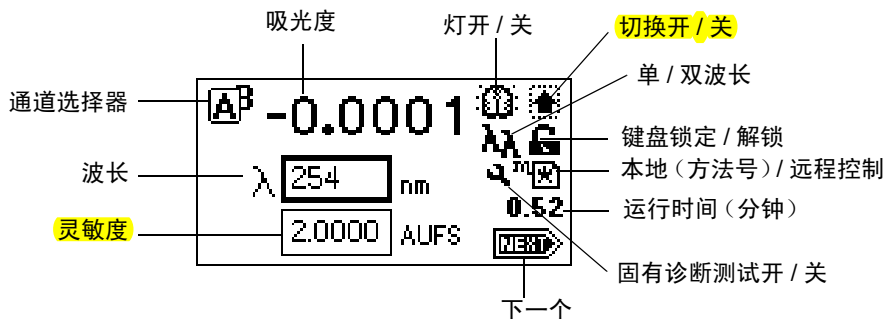 吸光度
灯开 / 关
切换开 / 关
单 / 双波长
通道选择器
AB -0.0001
键盘锁定 / 解锁
波长
λ 254 nm
λλ
m*
本地（方法号）/ 远程控制
0.52
运行时间（分钟）
灵敏度
2.0000 AUFS
NEXT
固有诊断测试开 / 关
下一个